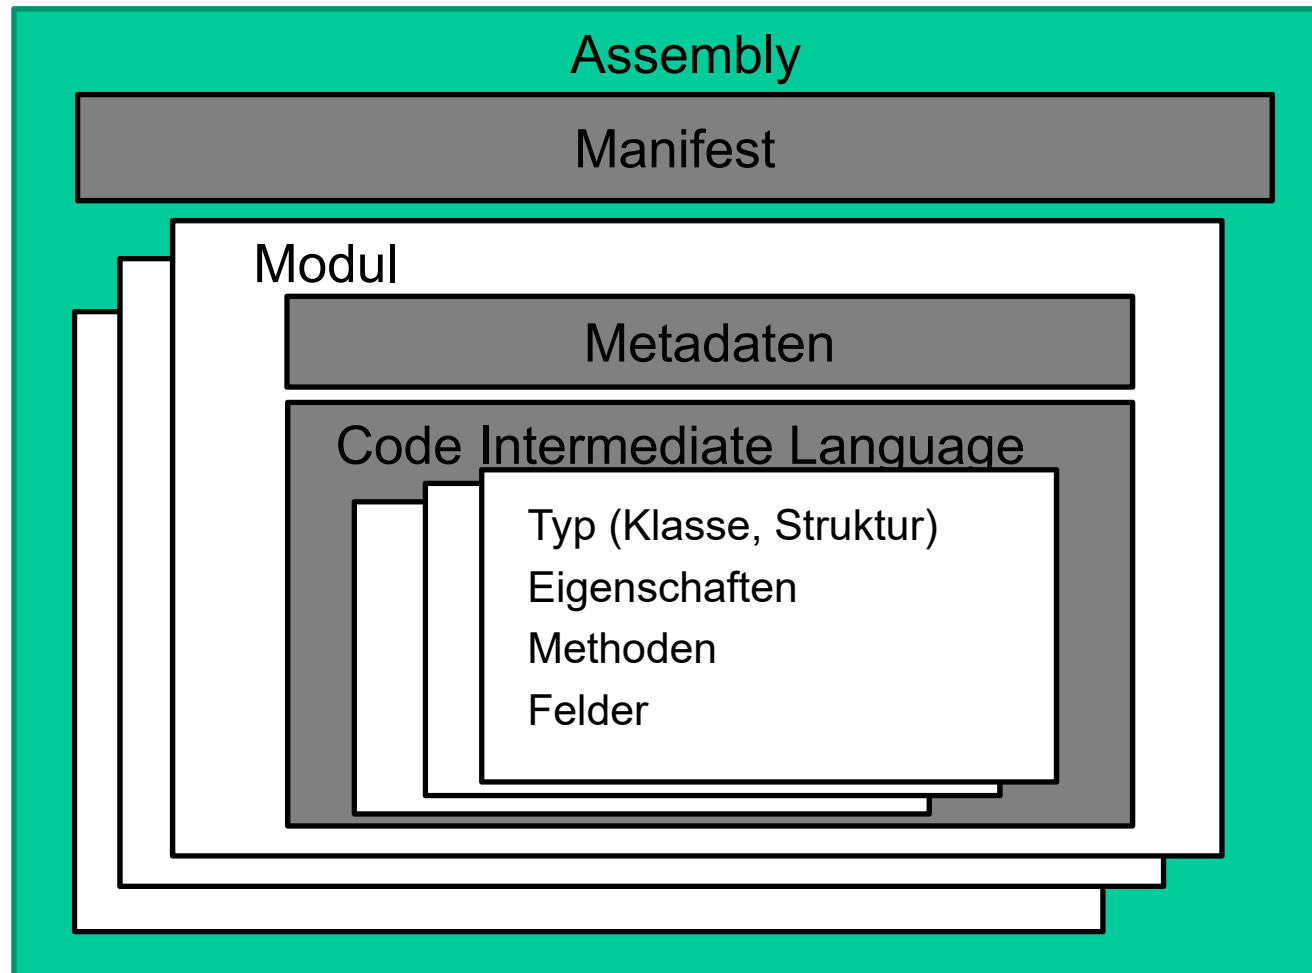 Assembly
Manifest
Modul
Metadaten
Code Intermediate Language
Typ (Klasse, Struktur)
Eigenschaften
Methoden
Felder